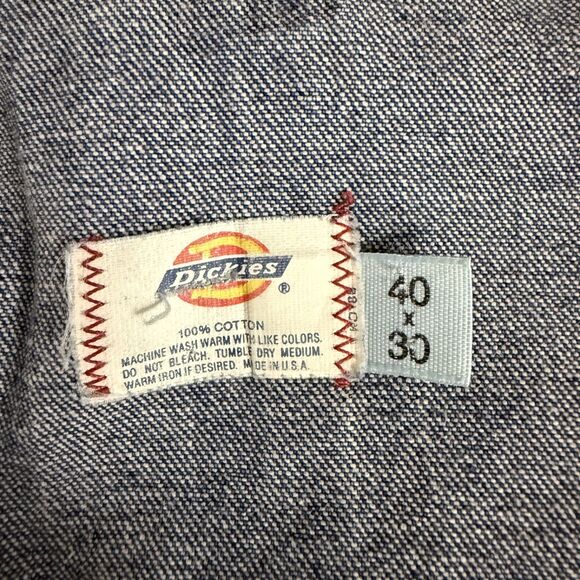 Dickies
®
100% COTTON
MACHINE WASH WARM WITH LIKE COLORS.
DO NOT BLEACH. TUMBLE DRY MEDIUM.
WARM IRON IF DESIRED. MADE IN U.S.A.
40
x
30